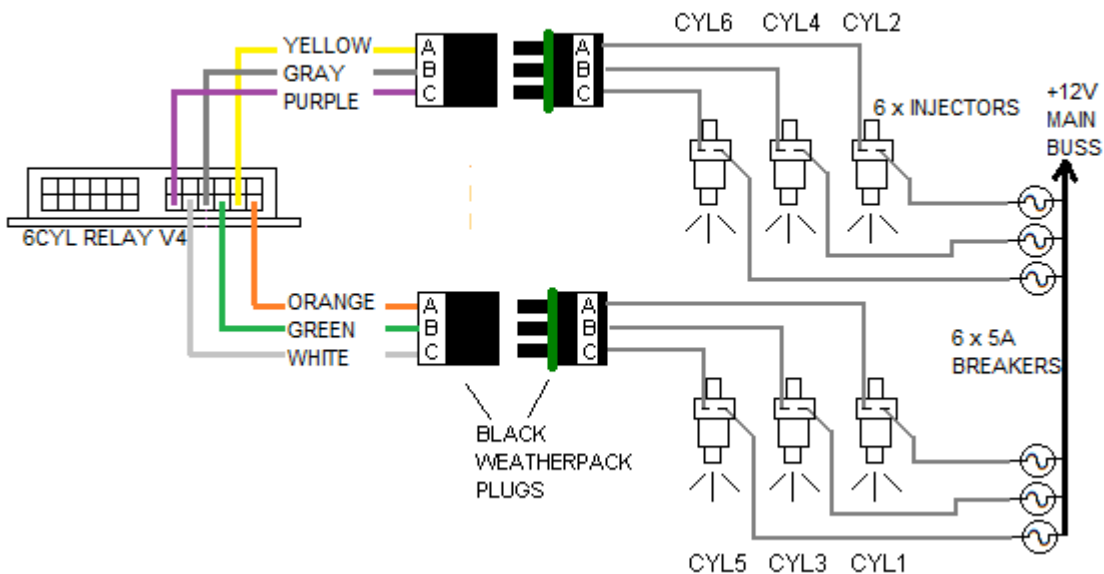 CYL6 CYL4 CYL2
YELLOW
GRAY
PURPLE
A
B
C
A
B
C
6 x INJECTORS
+12V
MAIN
BUSS
6CYL RELAY V4
ORANGE
GREEN
WHITE
A
B
C
A
B
C
6 x 5A
BREAKERS
BLACK
WEATHERPACK
PLUGS
CYL5 CYL3 CYL1